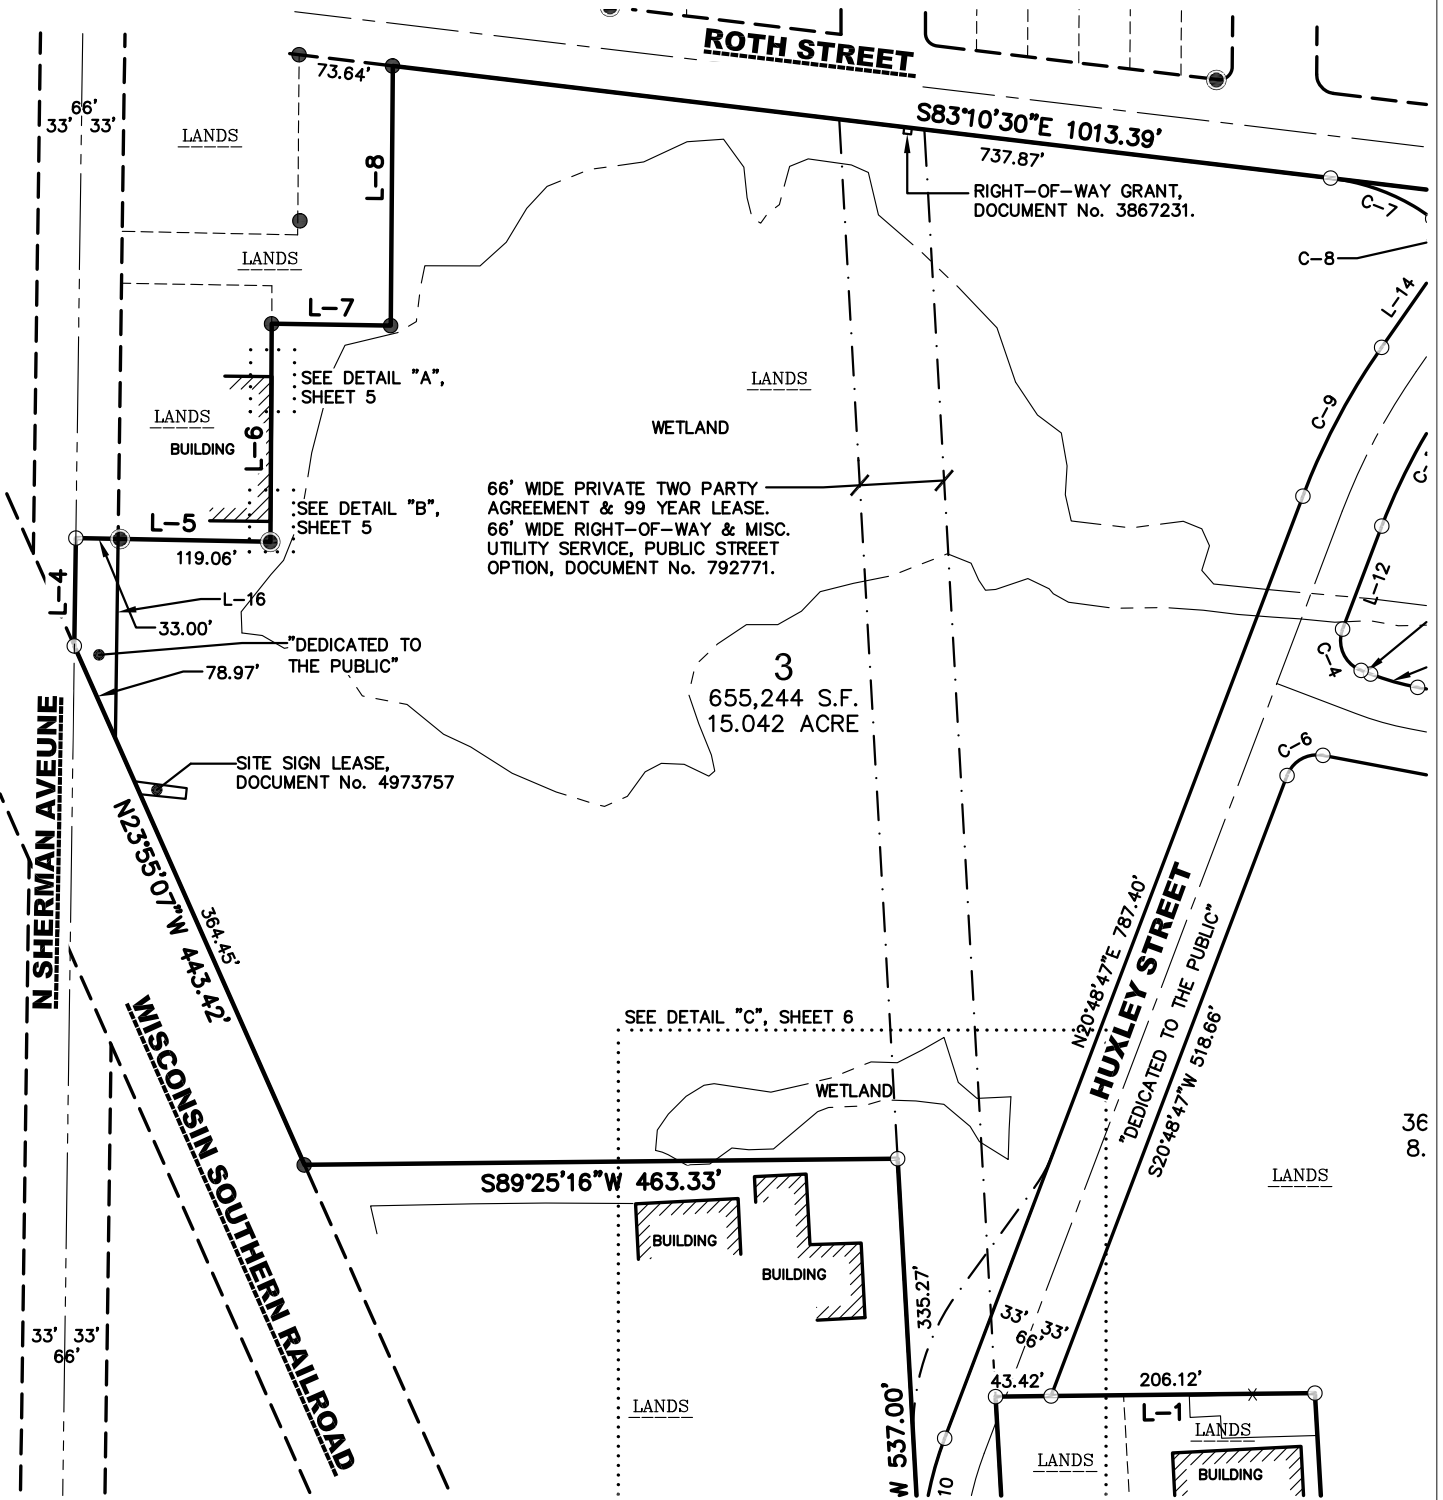 ROTH STREET
73.64'
S83°10'30"E 1013.39'
737.87'
66'
33' 33'
LANDS
L-8
RIGHT-OF-WAY GRANT,
DOCUMENT No. 3867231.
C-7
C-8
LANDS
L-14
L-7
SEE DETAIL "A",
SHEET 5
LANDS
LANDS
C-9
WETLAND
BUILDING
L-6
66' WIDE PRIVATE TWO PARTY
AGREEMENT & 99 YEAR LEASE.
66' WIDE RIGHT-OF-WAY & MISC.
UTILITY SERVICE, PUBLIC STREET
OPTION, DOCUMENT No. 792771.
SEE DETAIL "B",
SHEET 5
L-5
119.06'
L-4
L-16
33.00'
L-12
"DEDICATED TO
THE PUBLIC"
78.97'
C-4
3
655,244 S.F.
15.042 ACRE
C-6
SITE SIGN LEASE,
DOCUMENT No. 4973757
N SHERMAN AVEUNE
N23°55'07"W 443.42'
364.45'
N20°48'47"E 787.40'
HUXLEY STREET
"DEDICATED TO THE PUBLIC"
S20°48'47"W 518.66'
WISCONSIN SOUTHERN RAILROAD
SEE DETAIL "C", SHEET 6
WETLAND
36
8.
S89°25'16"W 463.33'
LANDS
BUILDING
BUILDING
335.27'
W 537.00'
33' 33'
66'
33' 33'
66'
43.42'
206.12'
L-1
LANDS
LANDS
LANDS
BUILDING
10